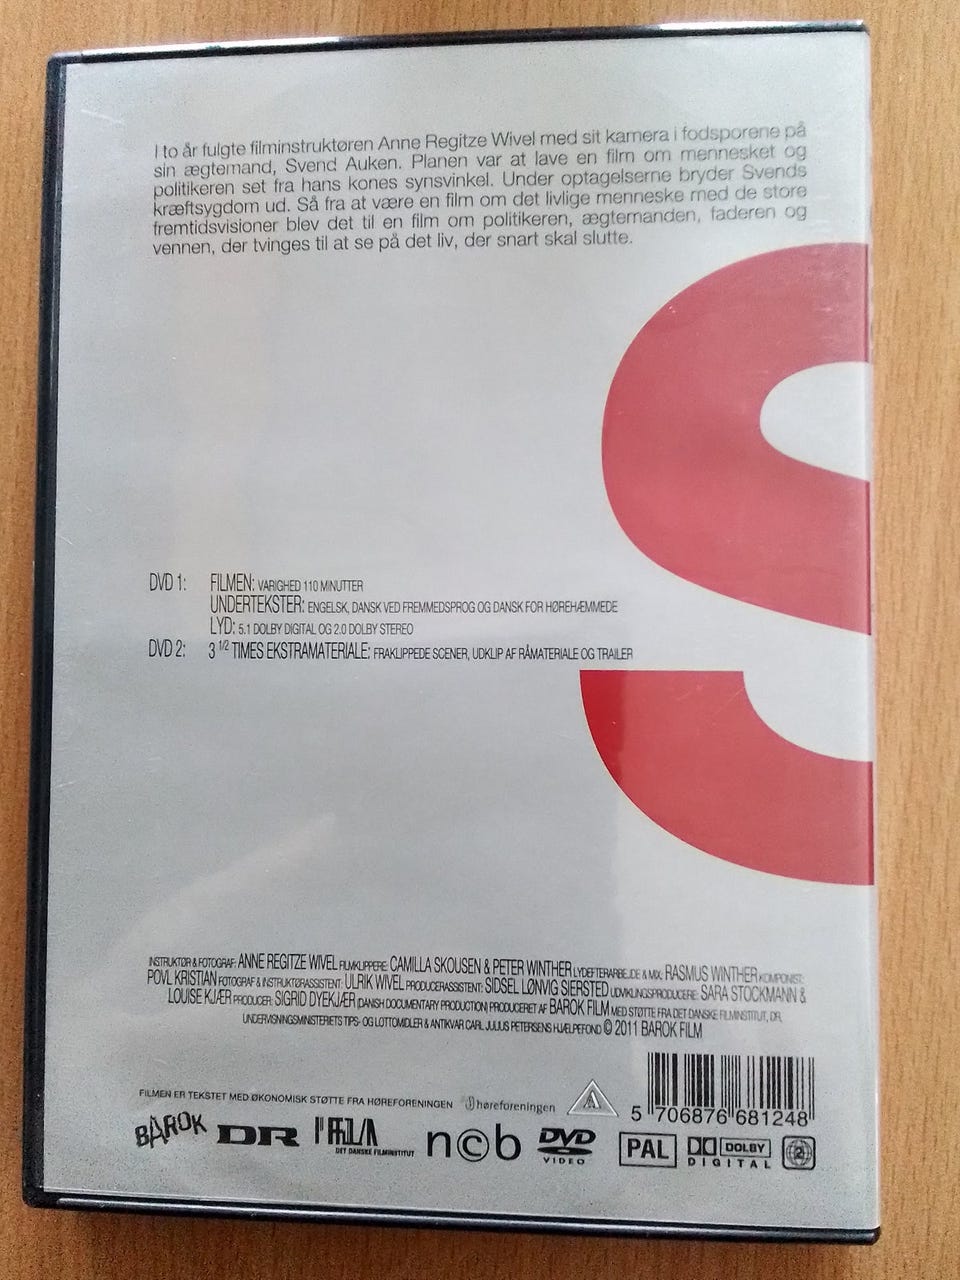 I to år fulgte filminstruktøren Anne Regitze Wivel med sit kamera i fodsporene på
sin ægtemand, Svend Auken. Planen var at lave en film om mennesket og
politikeren set fra hans kones synsvinkel. Under optagelserne bryder Svends
kræftsygdom ud. Så fra at være en film om det livlige menneske med de store
fremtidsvisioner blev det til en film om politikeren, ægtemanden, faderen og
vennen, der tvinges til at se på det liv, der snart skal slutte.
S
DVD 1: FILMEN: VARIGHED 110 MINUTTER
UNDERTEKSTER: ENGELSK, DANSK VED FREMMEDSPROG OG DANSK FOR HØREHÆMMEDE
LYD: 5.1 DOLBY DIGITAL OG 2.0 DOLBY STEREO
DVD 2: 3 1/2 TIMES EKSTRAMATERIALE: FRAKLIPPEDE SCENER, UDKLIP AF RÅMATERIALE OG TRAILER
INSTRUKTØR & FOTOGRAF: ANNE REGITZE WIVEL FILMKLIPPERE: CAMILLA SKOUSEN & PETER WINTHER LYDEFTERARBEJDE & MIX: RASMUS WINTHER KOMPONIST:
POVL KRISTIAN FOTOGRAF & INSTRUKTØRASSISTENT: ULRIK WIVEL PRODUCERASSISTENT: SIDSEL LØNVIG SIERSTED UDVIKLINGSPRODUCERE: SARA STOCKMANN &
LOUISE KJÆR PRODUCER: SIGRID DYEKJÆR (DANISH DOCUMENTARY PRODUCTION) PRODUCERET AF BAROK FILM MED STØTTE FRA DET DANSKE FILMINSTITUT, DR,
UNDERVISNINGSMINISTERIETS TIPS- OG LOTTOMIDLER & ANTIKVAR CARL JULIUS PETERSENS HJÆLPEFOND © 2011 BAROK FILM
FILMEN ER TEKSTET MED ØKONOMISK STØTTE FRA HØREFORENINGEN høreforeningen A
5 706876 681248
BAROK DR DET DANSKE FILMINSTITUT n©b DVD VIDEO PAL DOLBY DIGITAL 2